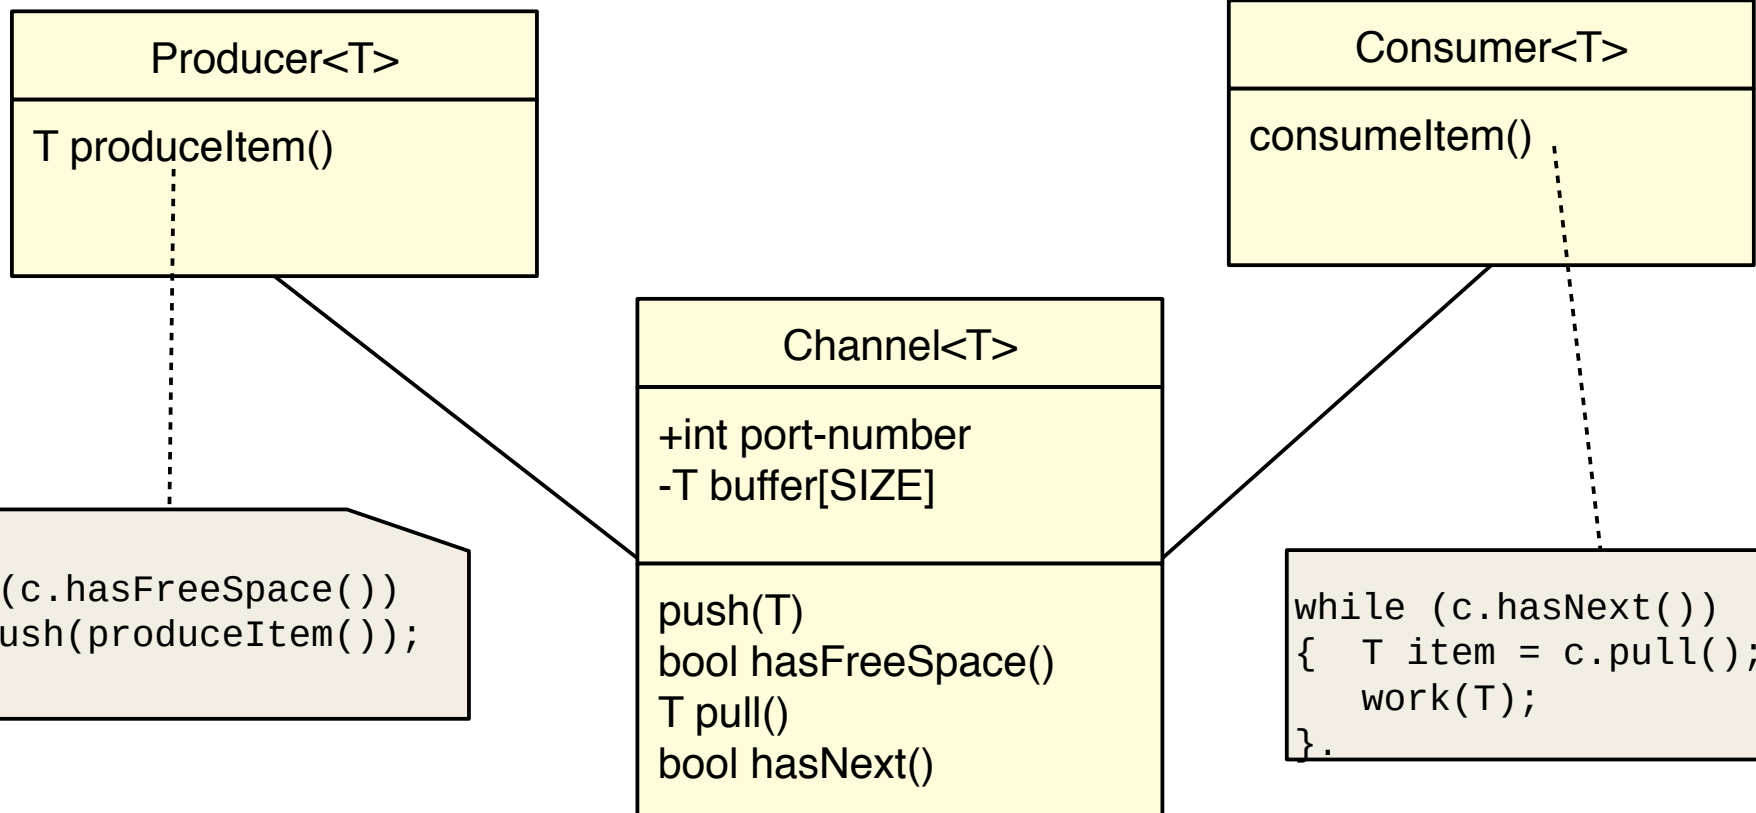 Producer<T>
T produceItem()
Consumer<T>
consumeItem()
Channel<T>
+int port-number
-T buffer[SIZE]
push(T)
bool hasFreeSpace()
T pull()
bool hasNext()
(c.hasFreeSpace())
ush(produceItem());
while (c.hasNext())
{  T item = c.pull();
   work(T);
}.